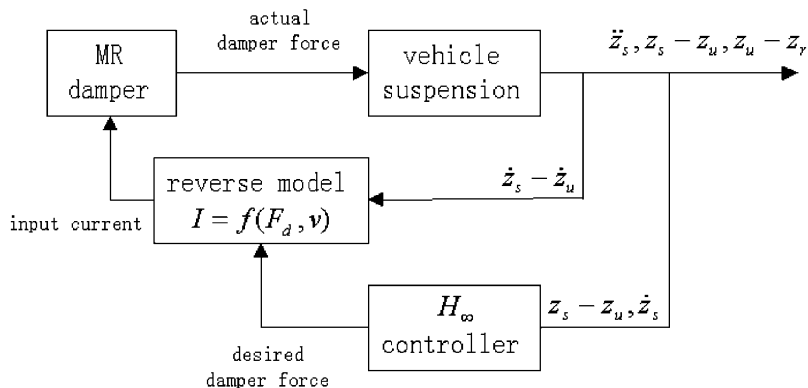 actual
damper force
MR
damper
vehicle
suspension
z̈_s, z_s − z_u, z_u − z_r
ż_s − ż_u
reverse model
I = f(F_d, v)
input current
H_∞
controller
z_s − z_u, ż_s
desired
damper force